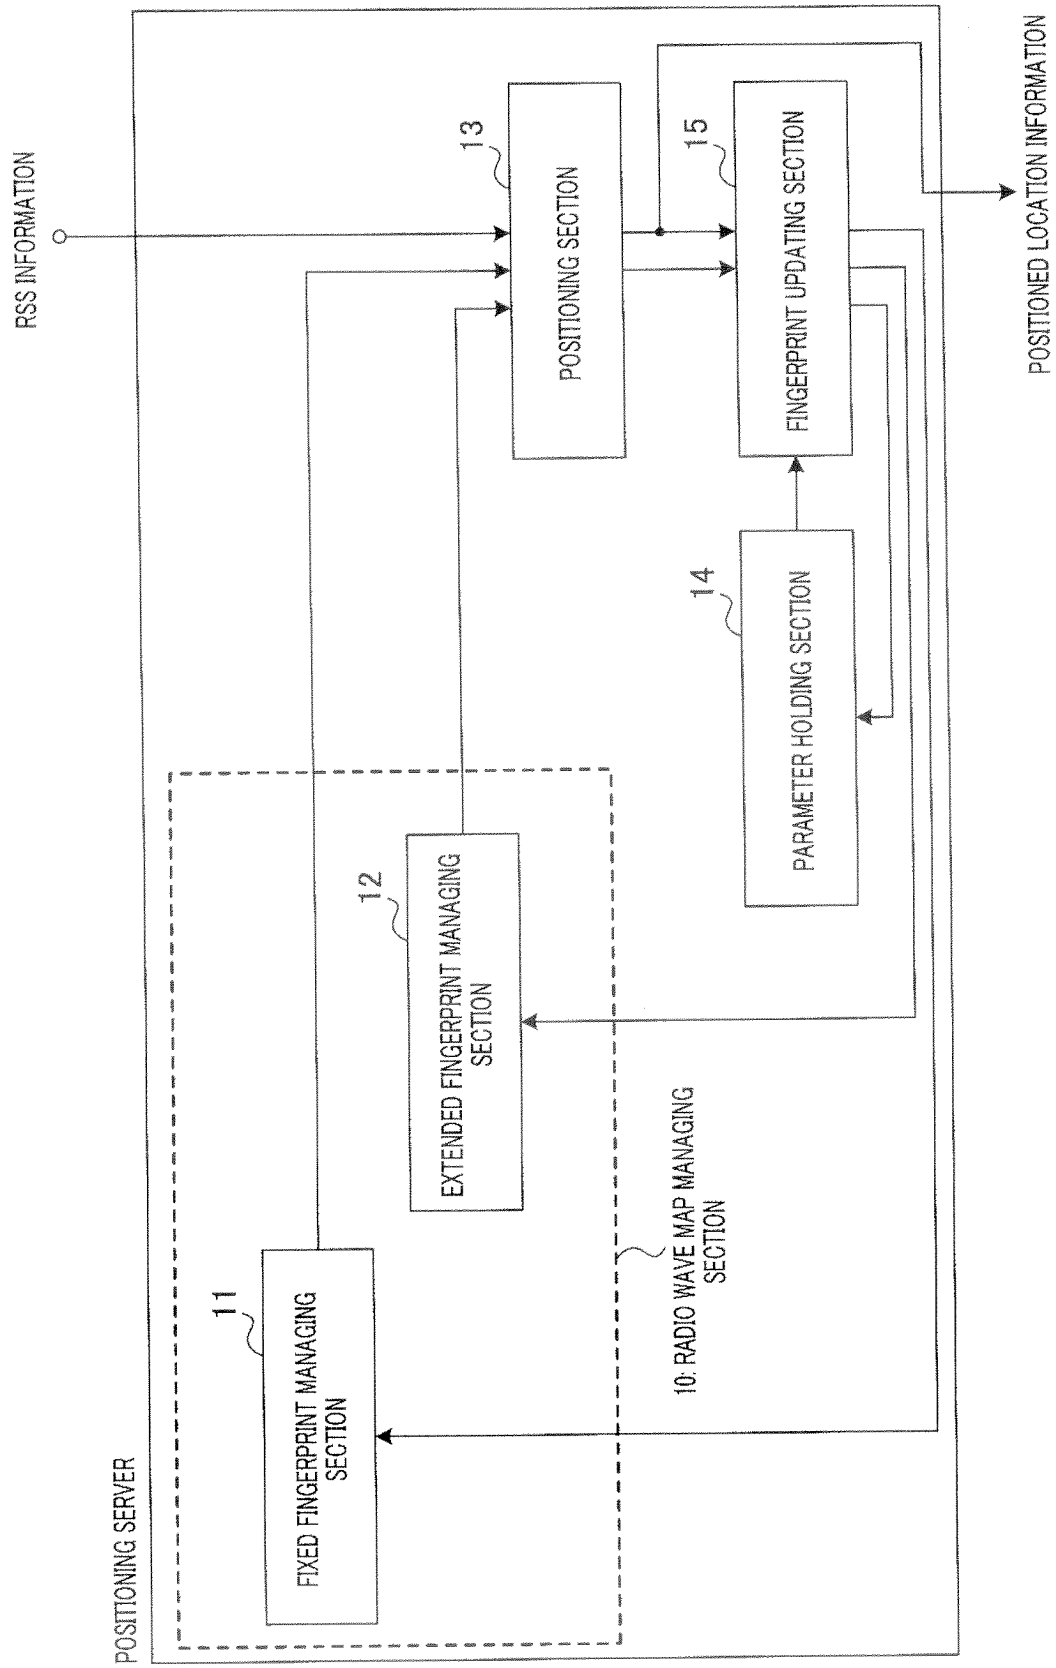 POSITIONING SERVER
11
FIXED FINGERPRINT MANAGING
SECTION
12
EXTENDED FINGERPRINT MANAGING
SECTION
10: RADIO WAVE MAP MANAGING
SECTION
RSS INFORMATION
13
POSITIONING SECTION
14
PARAMETER HOLDING SECTION
15
FINGERPRINT UPDATING SECTION
POSITIONED LOCATION INFORMATION